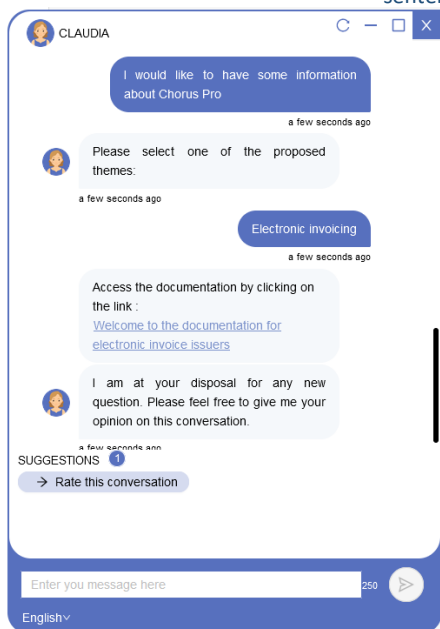 CLAUDIA
X
I would like to have some information
about Chorus Pro
a few seconds ago
Please select one of the proposed
themes:
a few seconds ago
Electronic invoicing
a few seconds ago
Access the documentation by clicking on
the link :
Welcome to the documentation for
electronic invoice issuers
I am at your disposal for any new
question. Please feel free to give me your
opinion on this conversation.
a few seconds ago
SUGGESTIONS 1
→ Rate this conversation
Enter you message here
250
English